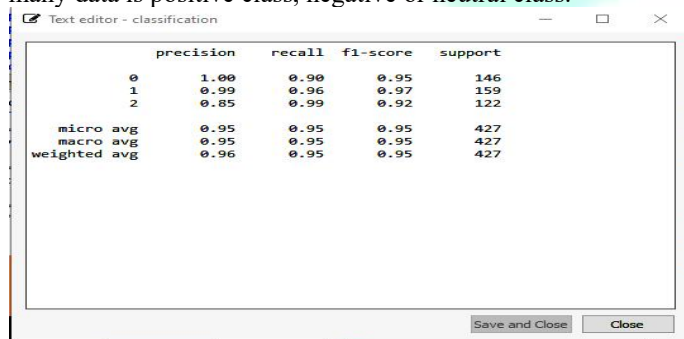 many data is positive class, negative or neutral class.
Text editor - classification
precision recall f1-score support
0 1.00 0.90 0.95 146
1 0.99 0.96 0.97 159
2 0.85 0.99 0.92 122
micro avg 0.95 0.95 0.95 427
macro avg 0.95 0.95 0.95 427
weighted avg 0.96 0.95 0.95 427
Save and Close Close